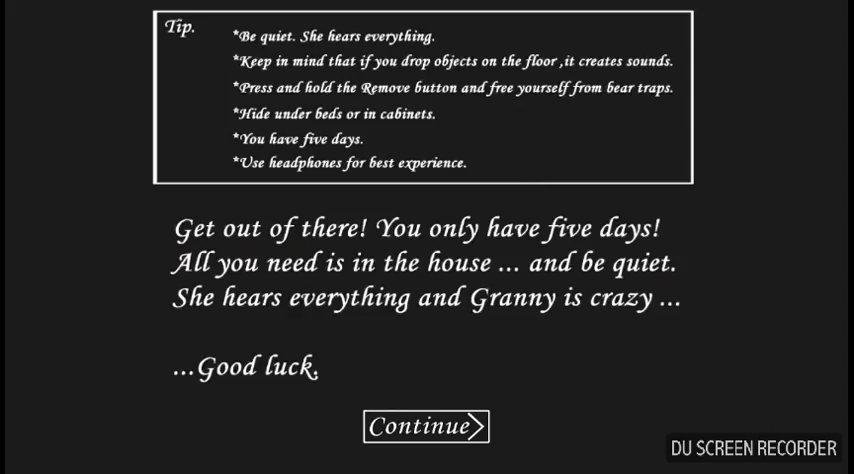 Tip.
*Be quiet. She hears everything.
*Keep in mind that if you drop objects on the floor ,it creates sounds.
*Press and hold the Remove button and free yourself from bear traps.
*Hide under beds or in cabinets.
*You have five days.
*Use headphones for best experience.
Get out of there! You only have five days!
All you need is in the house ... and be quiet.
She hears everything and Granny is crazy ...
...Good luck.
Continue
DU SCREEN RECORDER